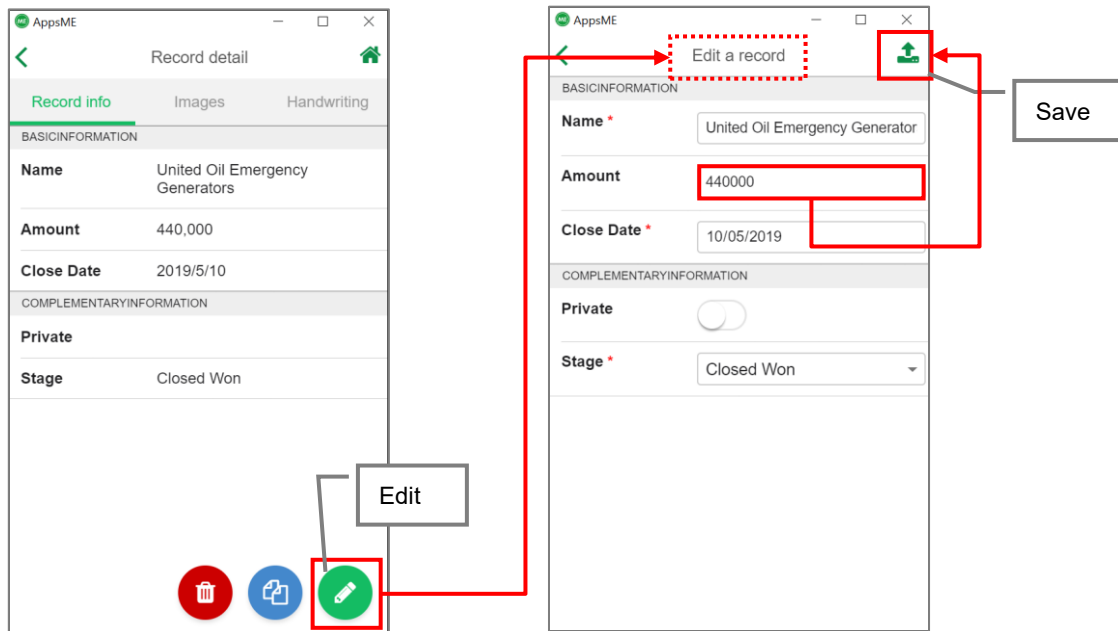 AppsME
Record detail
Record info Images Handwriting
BASICINFORMATION
Name United Oil Emergency
Generators
Amount 440,000
Close Date 2019/5/10
COMPLEMENTARYINFORMATION
Private
Stage Closed Won
Edit
AppsME
Edit a record
BASICINFORMATION
Name * United Oil Emergency Generator
Amount 440000
Close Date * 10/05/2019
COMPLEMENTARYINFORMATION
Private
Stage * Closed Won
Save